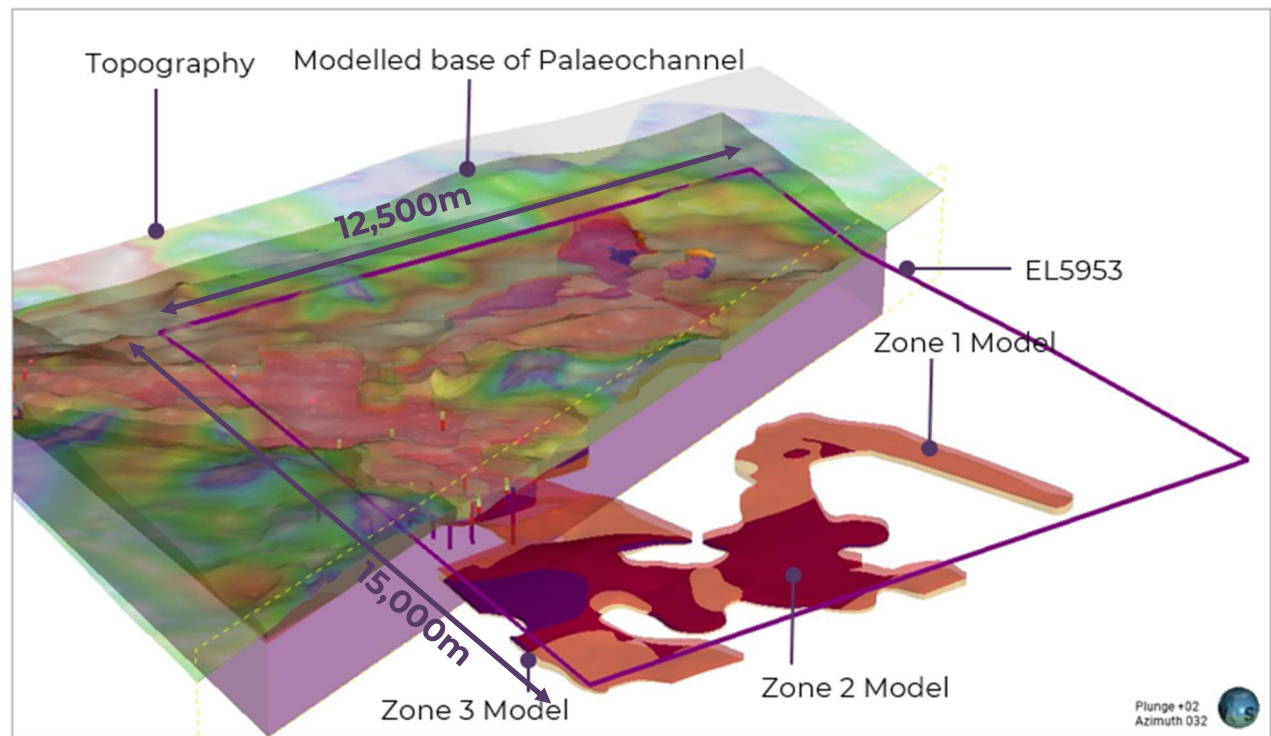 Topography
Modelled base of Palaeochannel
12,500m
EL5953
Zone 1 Model
15,000m
Zone 2 Model
Zone 3 Model
Plunge +02
Azimuth 032
S